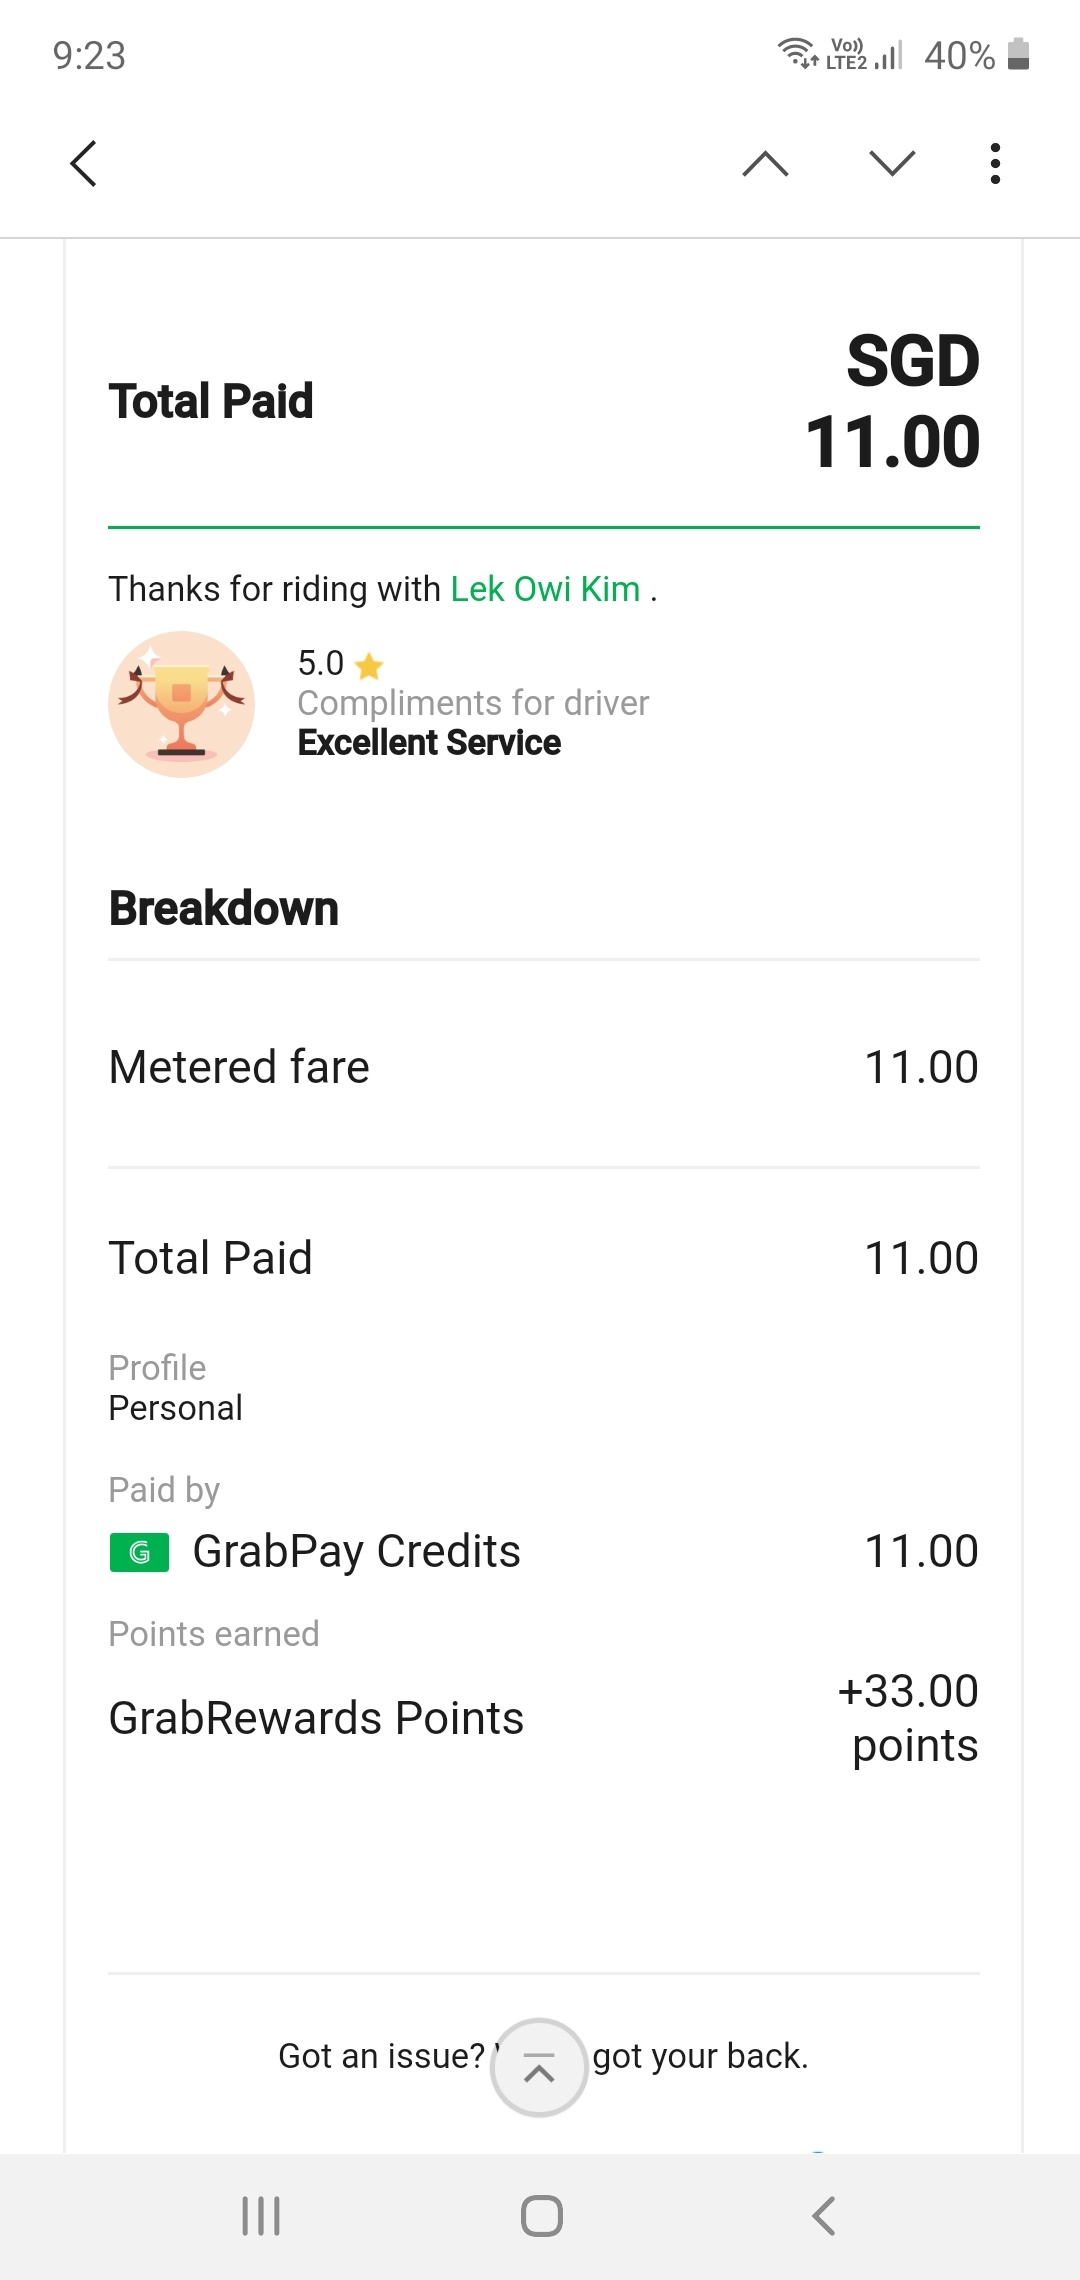 9:23
Vo))
LTE2
40%
Total Paid
SGD
11.00
Thanks for riding with Lek Owi Kim .
5.0
Compliments for driver
Excellent Service
Breakdown
Metered fare 11.00
Total Paid 11.00
Profile
Personal
Paid by
G GrabPay Credits 11.00
Points earned
GrabRewards Points
+33.00
points
Got an issue? got your back.